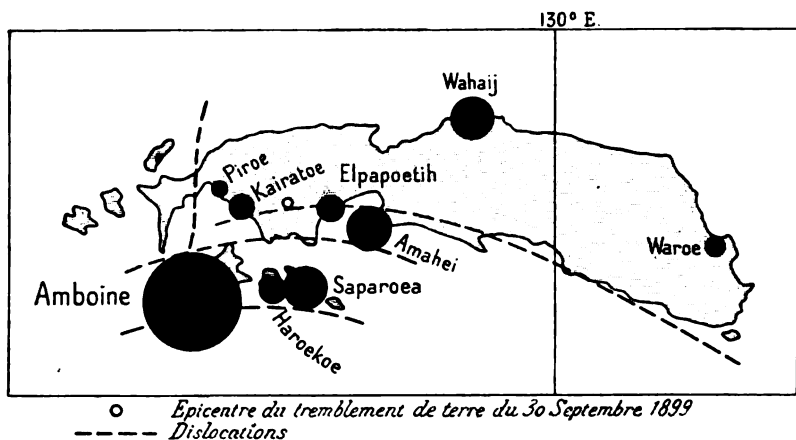 130° E.
Wahaij
Piroe
Kairatoe
Elpapoetih
Amahei
Waroe
Amboine
Saparoea
Haroekoe
Epicentre du tremblement de terre du 30 Septembre 1899
Dislocations